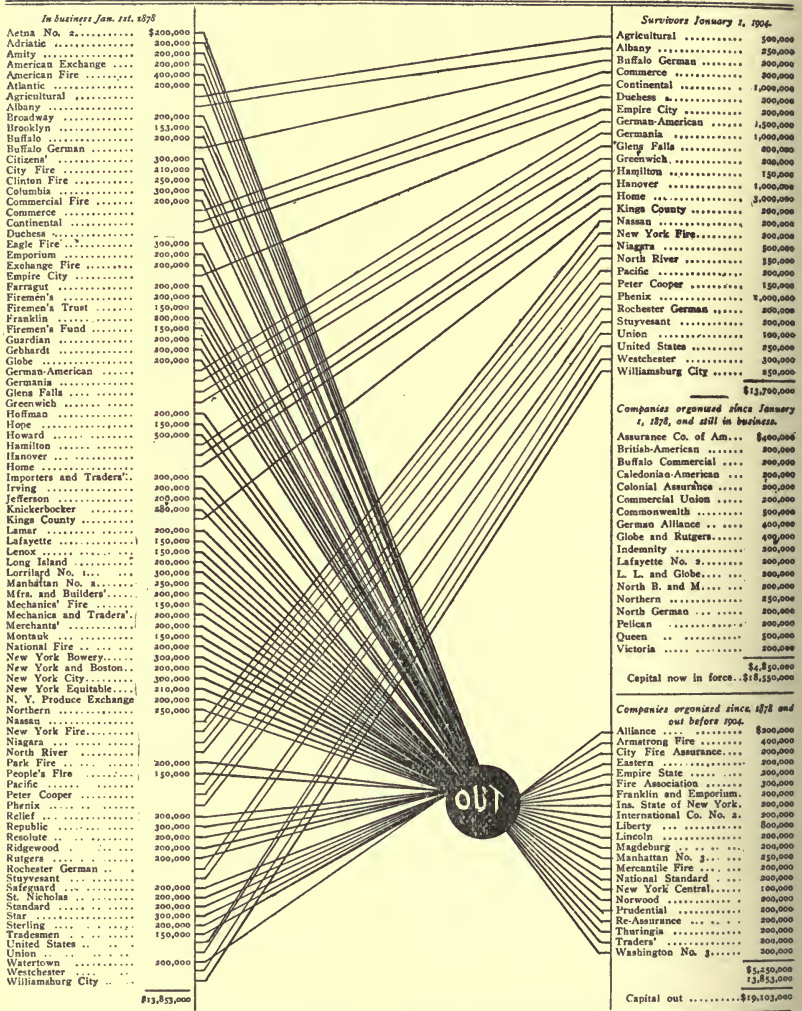 In business Jan. 1st. 1878
Aetna No. 2........... $200,000
Adriatic ............ 200,000
Amity ............ 200,000
American Exchange .... 200,000
American Fire ...... 400,000
Atlantic ............ 200,000
Agricultural ............
Albany ............
Broadway ............ 200,000
Brooklyn ............ 153,000
Buffalo ............ 200,000
Buffalo German ........
Citizens' ............ 300,000
City Fire ............ 210,000
Clinton Fire .......... 250,000
Columbia ............ 300,000
Commercial Fire ....... 200,000
Commerce ............
Continental ............
Duchess ............
Eagle Fire ............ 300,000
Emporium ............ 200,000
Exchange Fire ........ 200,000
Empire City ..........
Farragut ............ 200,000
Firemen's ............ 200,000
Firemen's Trust ...... 150,000
Franklin ............ 200,000
Firemen's Fund ...... 150,000
Guardian ............ 200,000
Gebhardt ............ 200,000
Globe ............ 200,000
German-American ......
Germania ............
Glens Falls ..........
Greenwich ............
Hoffman ............ 200,000
Hope ............ 150,000
Howard ............ 500,000
Hamilton ............
Hanover ............
Home ............
Importers and Traders'.. 200,000
Irving ............ 200,000
Jefferson ............ 200,000
Knickerbocker ........ 280,000
Kings County ........
Lamar ............ 200,000
Lafayette ............ 150,000
Lenox ............ 150,000
Long Island .......... 200,000
Lorrilard No. 1... ... 300,000
Manhattan No. 2....... 250,000
Mfrs. and Builders'..... 200,000
Mechanics' Fire ...... 150,000
Mechanics and Traders'. 200,000
Merchants' .......... 200,000
Montauk ............ 150,000
National Fire .. ...... 200,000
New York Bowery...... 300,000
New York and Boston.. 200,000
New York City........ 300,000
New York Equitable.... 210,000
N. Y. Produce Exchange 200,000
Northern ............ 250,000
Nassau ............
New York Fire........
Niagara ............
North River ..........
Park Fire ............ 200,000
People's Fire ........ 150,000
Pacific ............
Peter Cooper ........
Phenix ............
Relief ............ 200,000
Republic ............ 300,000
Resolute ............ 200,000
Ridgewood ............ 200,000
Rutgers ............ 200,000
Rochester German ..
Stuyvesant ............
Safeguard ............ 200,000
St. Nicholas .......... 200,000
Standard ............ 200,000
Star ............ 300,000
Sterling ............ 200,000
Tradesmen ............ 150,000
United States ..
Union ............
Watertown ............ 200,000
Westchester ..........
Williamsburg City ..
$13,853,000
OUT
Survivors January 1, 1904.
Agricultural ............ 500,000
Albany ............ 250,000
Buffalo German ...... 200,000
Commerce ............ 200,000
Continental ............ 1,000,000
Duchess ............ 200,000
Empire City .......... 200,000
German-American ...... 1,500,000
Germania ............ 1,000,000
Glens Falls .......... 200,000
Greenwich............ 200,000
Hamilton ............ 150,000
Hanover ............ 1,000,000
Home ............ 3,000,000
Kings County ........ 200,000
Nassan ............ 200,000
New York Fire........ 200,000
Niagara ............ 500,000
North River .......... 350,000
Pacific ............ 200,000
Peter Cooper ........ 150,000
Phenix ............ 1,000,000
Rochester German ..... 200,000
Stuyvesant .......... 200,000
Union ............ 100,000
United States ........ 250,000
Westchester .......... 300,000
Williamsburg City ..... 250,000
$13,700,000
Companies organized since January
1, 1878, and still in business.
Assurance Co. of Am... $400,000
British-American ...... 200,000
Buffalo Commercial .... 200,000
Caledonian-American ... 200,000
Colonial Assurance ..... 200,000
Commercial Union ..... 200,000
Commonwealth ........ 500,000
German Alliance .. .... 400,000
Globe and Rutgers...... 400,000
Indemnity ............ 200,000
Lafayette No. 2........ 200,000
L. L. and Globe.... ... 200,000
North B. and M.... ... 200,000
Northern ............ 250,000
North German ........ 200,000
Pelican ............ 200,000
Queen ............ 500,000
Victoria ............ 200,000
$4,850,000
Capital now in force..$18,550,000
Companies organized since, 1878 and
out before 1904.
Alliance ............ $200,000
Armstrong Fire ........ 400,000
City Fire Assurance.... 200,000
Eastern ............ 200,000
Empire State ........ 200,000
Fire Association ....... 300,000
Franklin and Emporium. 200,000
Ins. State of New York. 200,000
International Co. No. 2. 200,000
Liberty ............ 800,000
Lincoln ............ 200,000
Magdeburg ............ 200,000
Manhattan No. 3... ... 250,000
Mercantile Fire ...... 200,000
National Standard .. ... 200,000
New York Central...... 100,000
Norwood ............ 200,000
Prudential ............ 200,000
Re-Assurance .. ...... 200,000
Thuringia ............ 200,000
Traders' ............ 200,000
Washington No. 3...... 200,000
$5,250,000
13,853,000
Capital out ..........$19,103,000